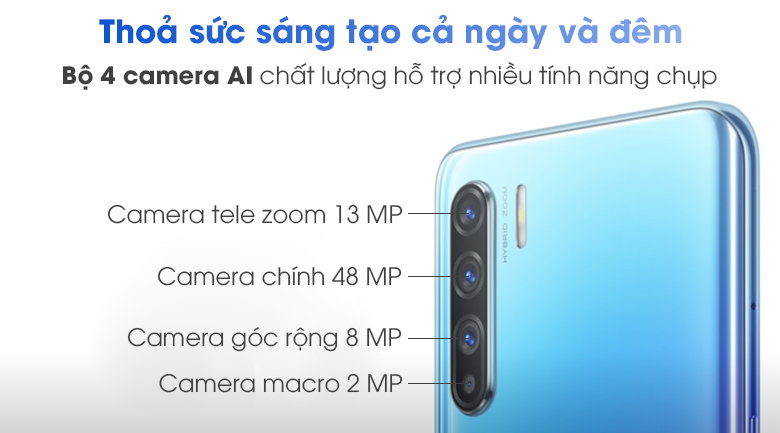 Thoả sức sáng tạo cả ngày và đêm
Bộ 4 camera AI chất lượng hỗ trợ nhiều tính năng chụp
HYBRID ZOOM
Camera tele zoom 13 MP
Camera chính 48 MP
Camera góc rộng 8 MP
Camera macro 2 MP